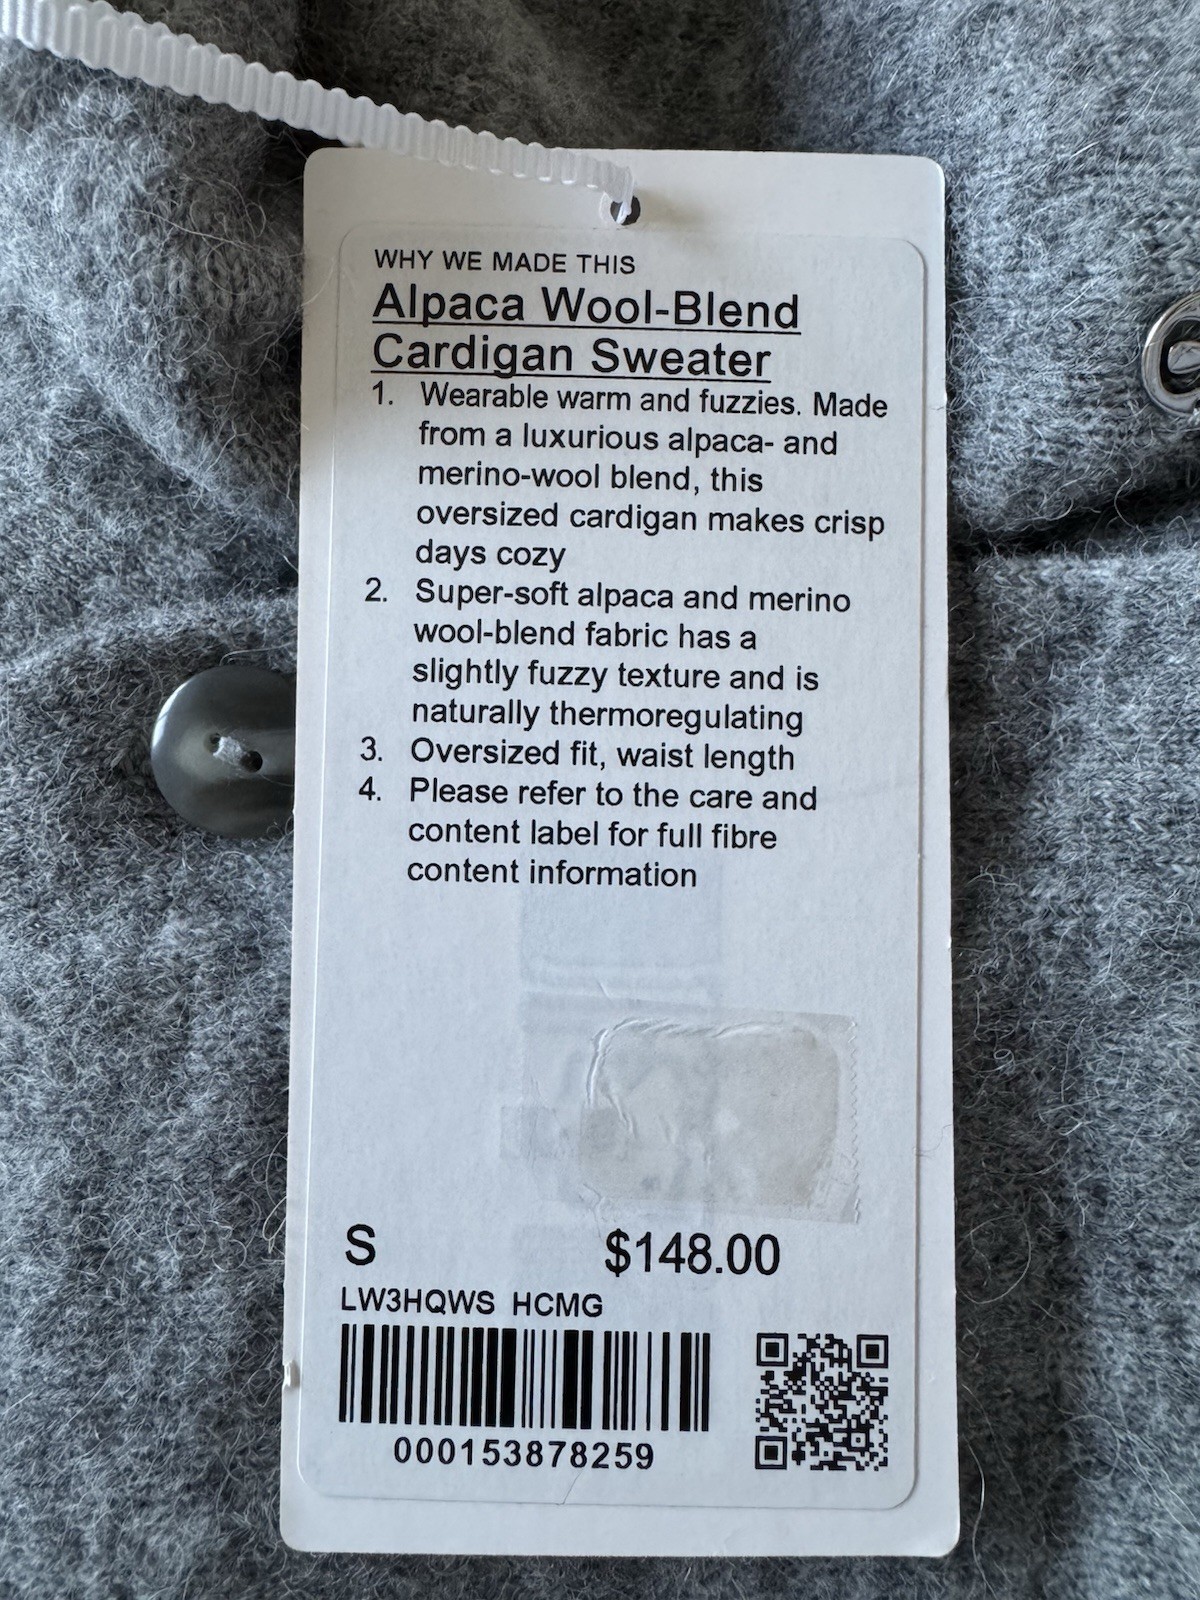 WHY WE MADE THIS
Alpaca Wool-Blend
Cardigan Sweater
1. Wearable warm and fuzzies. Made
from a luxurious alpaca- and
merino-wool blend, this
oversized cardigan makes crisp
days cozy
2. Super-soft alpaca and merino
wool-blend fabric has a
slightly fuzzy texture and is
naturally thermoregulating
3. Oversized fit, waist length
4. Please refer to the care and
content label for full fibre
content information
S $148.00
LW3HQWS HCMG
000153878259